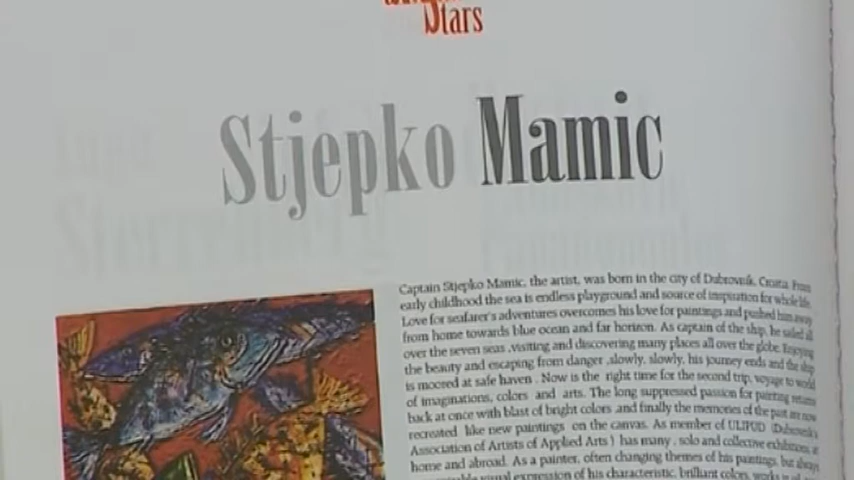 Stars
Stjepko Mamic
Captain Stjepko Mamic, the artist, was born in the city of Dubrovnik, Croatia. From
early childhood the sea is endless playground and source of inspiration for whole life.
Love for seafarer's adventures overcomes his love for paintings and pushed him away
from home towards blue ocean and far horizon. As captain of the ship, he sailed all
over the seven seas ,visiting and discovering many places all over the globe. Enjoying
the beauty and escaping from danger ,slowly, slowly, his journey ends and the ship
is moored at safe haven . Now is the right time for the second trip, voyage to world
of imaginations, colors and arts. The long suppressed passion for painting returns
back at once with blast of bright colors and finally the memories of the past are now
recreated like new paintings on the canvas. As member of ULUPUD (Dubrovnik's
Association of Artists of Applied Arts ) has many , solo and collective exhibitions at
home and abroad. As a painter, often changing themes of his paintings, but always
visual expression of his characteristic, brilliant colors, works